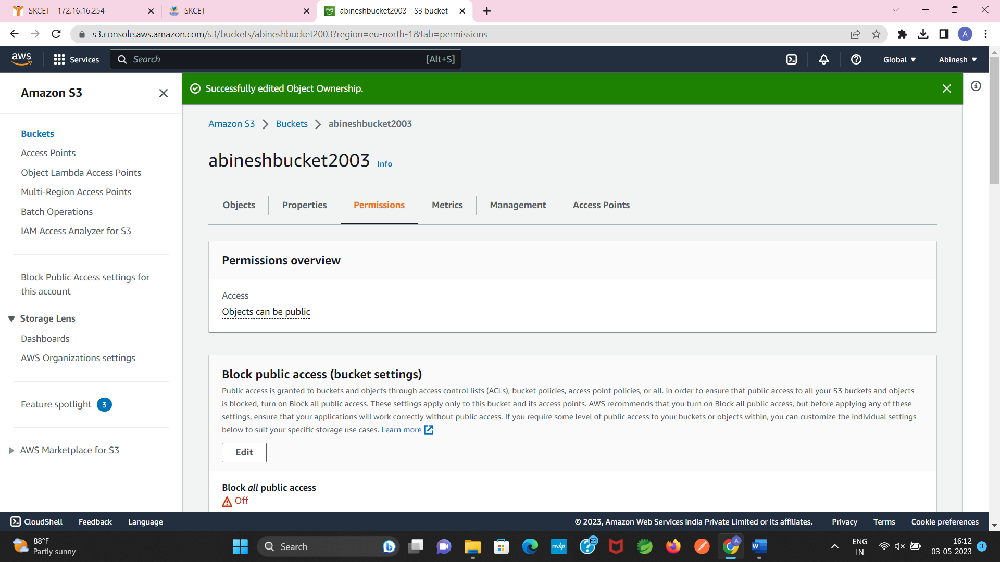 SKCET - 172.16.16.254
SKCET
abineshbucket2003 - S3 bucket
s3.console.aws.amazon.com/s3/buckets/abineshbucket2003?region=eu-north-1&tab=permissions
A
aws
Services
Search
[Alt+S]
Global
Abinesh
Amazon S3
Successfully edited Object Ownership.
Buckets
Access Points
Object Lambda Access Points
Multi-Region Access Points
Batch Operations
IAM Access Analyzer for S3
Block Public Access settings for
this account
Storage Lens
Dashboards
AWS Organizations settings
Feature spotlight 3
AWS Marketplace for S3
Amazon S3 > Buckets > abineshbucket2003
abineshbucket2003 Info
Objects
Properties
Permissions
Metrics
Management
Access Points
Permissions overview
Access
Objects can be public
Block public access (bucket settings)
Public access is granted to buckets and objects through access control lists (ACLs), bucket policies, access point policies, or all. In order to ensure that public access to all your S3 buckets and objects
is blocked, turn on Block all public access. These settings apply only to this bucket and its access points. AWS recommends that you turn on Block all public access, but before applying any of these
settings, ensure that your applications will work correctly without public access. If you require some level of public access to your buckets or objects within, you can customize the individual settings
below to suit your specific storage use cases. Learn more
Edit
Block all public access
Off
CloudShell
Feedback
Language
© 2023, Amazon Web Services India Private Limited or its affiliates.
Privacy
Terms
Cookie preferences
88°F
Partly sunny
Search
myhp
A
W
ENG
IN
16:12
03-05-2023
3